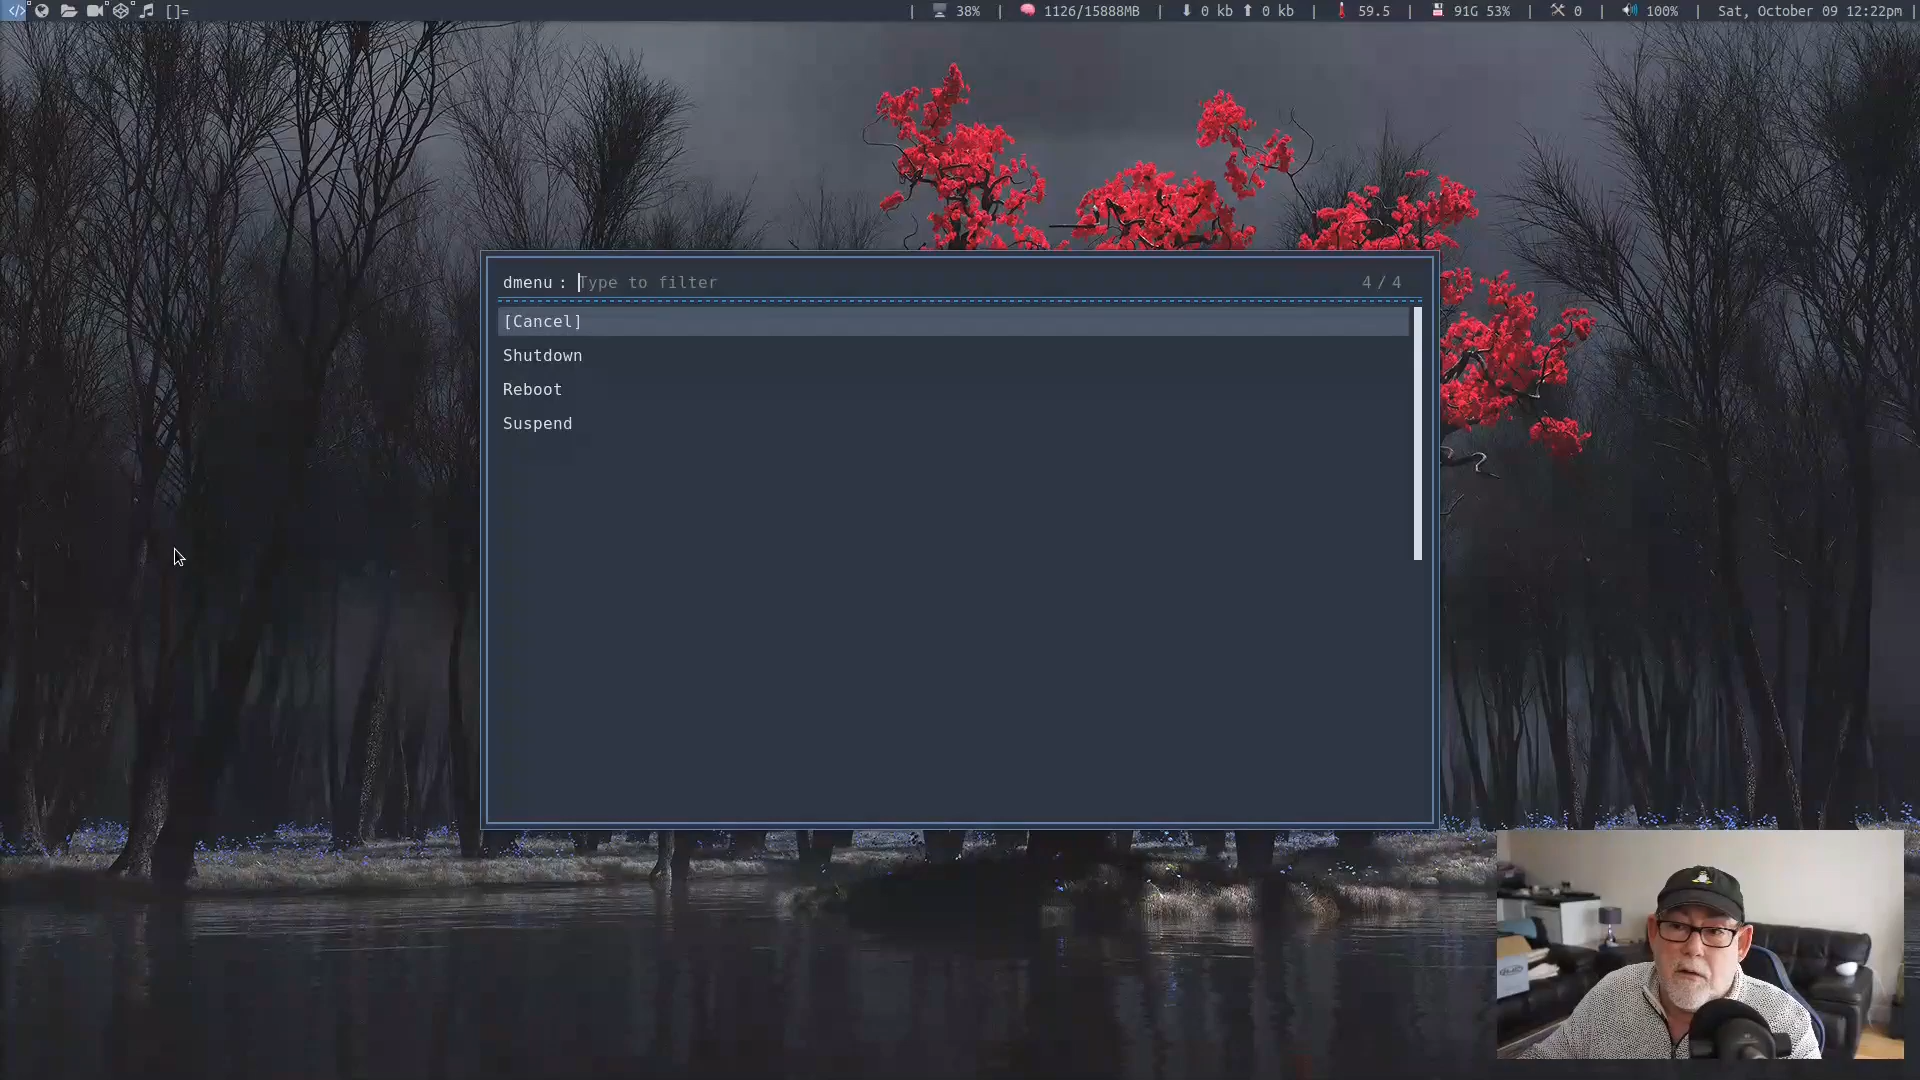 </> []= | 38% | 1126/15888MB | 0 kb 0 kb | 59.5 | 91G 53% | 0 | 100% | Sat, October 09 12:22pm |
dmenu : Type to filter 4 / 4
[Cancel]
Shutdown
Reboot
Suspend